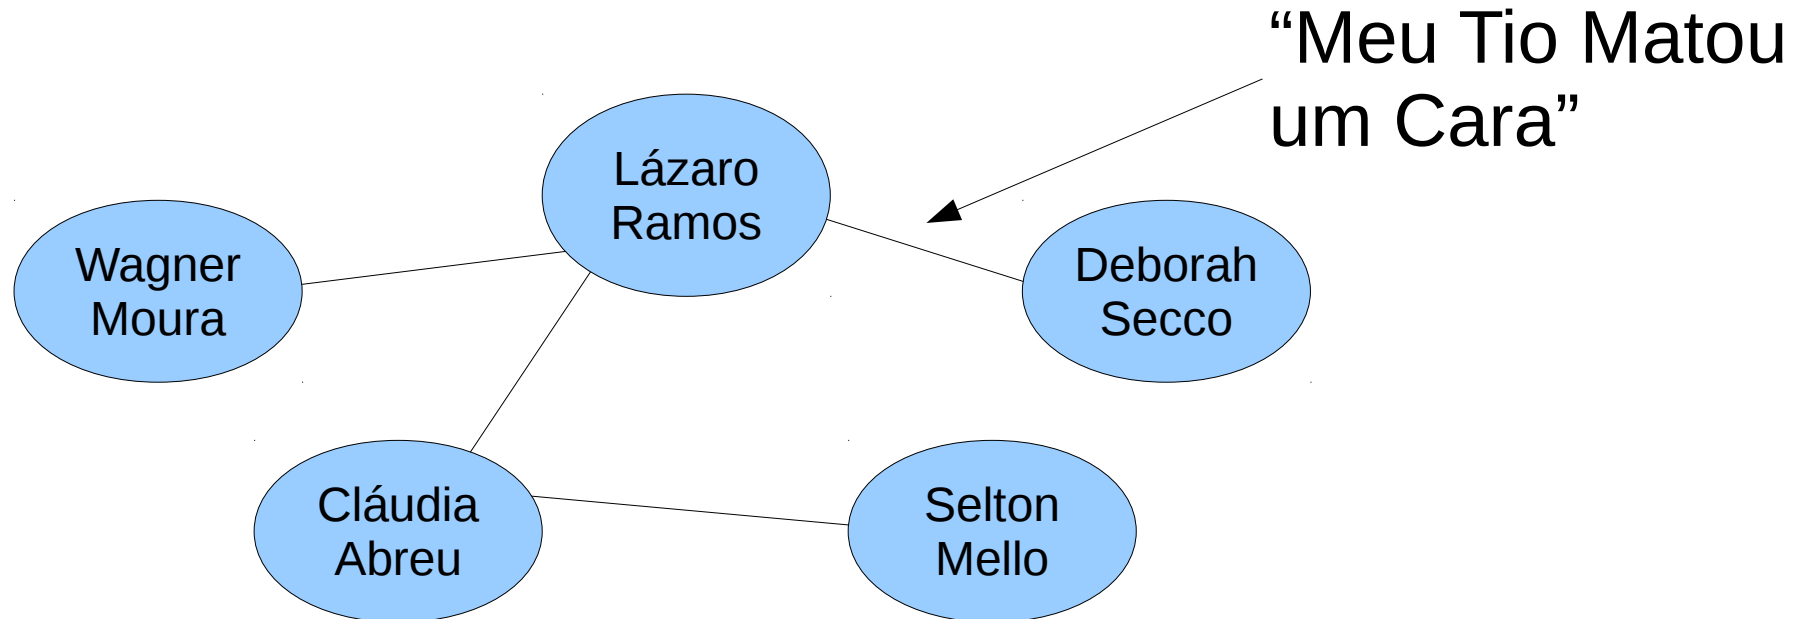 “Meu Tio Matou
um Cara”
Lázaro
Ramos
Wagner
Moura
Deborah
Secco
Cláudia
Abreu
Selton
Mello